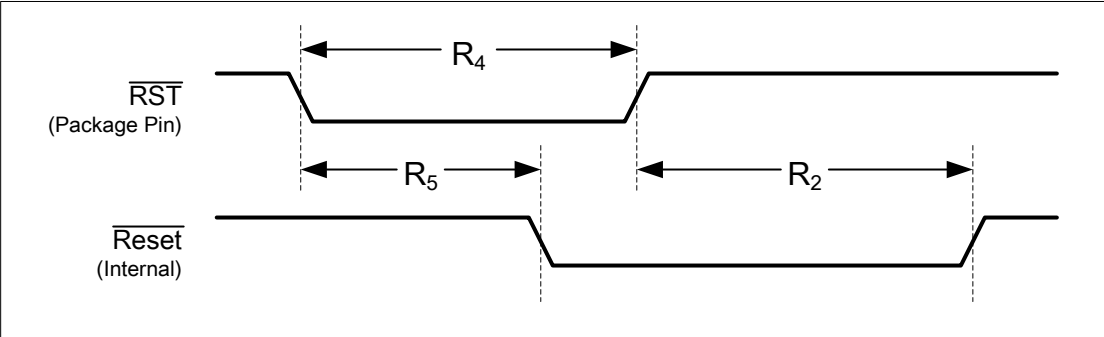 R4
RST
(Package Pin)
R5
R2
Reset
(Internal)